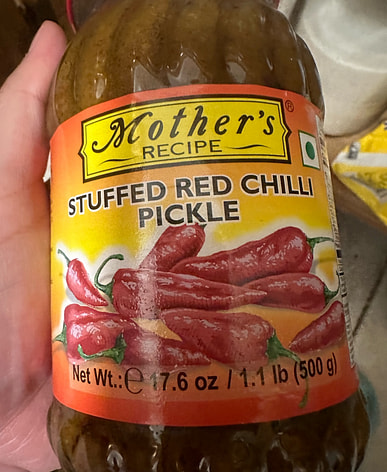 Mother's®
RECIPE
STUFFED RED CHILLI
PICKLE
Net Wt.:℮ 17.6 oz / 1.1 lb (500 g)